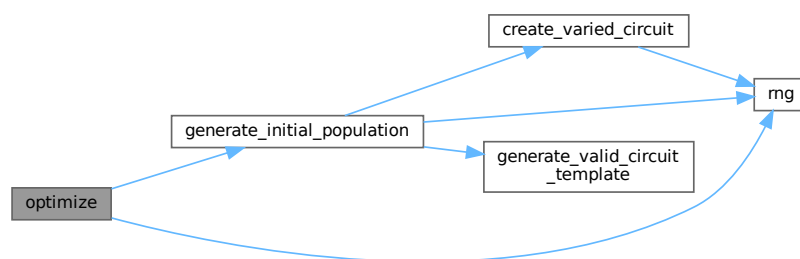 create_varied_circuit
rng
generate_initial_population
generate_valid_circuit
_template
optimize